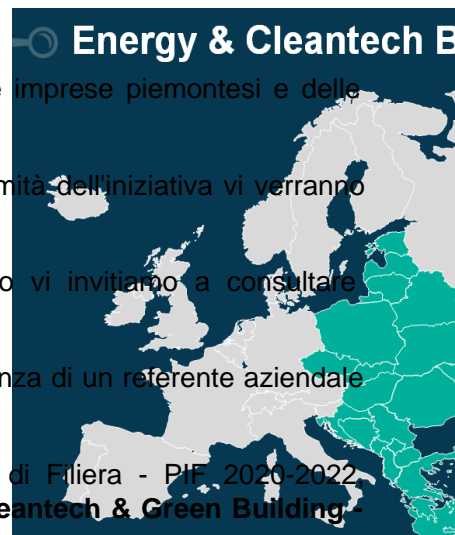 Energy & Cleantech B
e imprese piemontesi e delle
mità dell'iniziativa vi verranno
o vi invitiamo a consultare
nza di un referente aziendale
di Filiera - PIF 2020-2022,
eantech & Green Building -